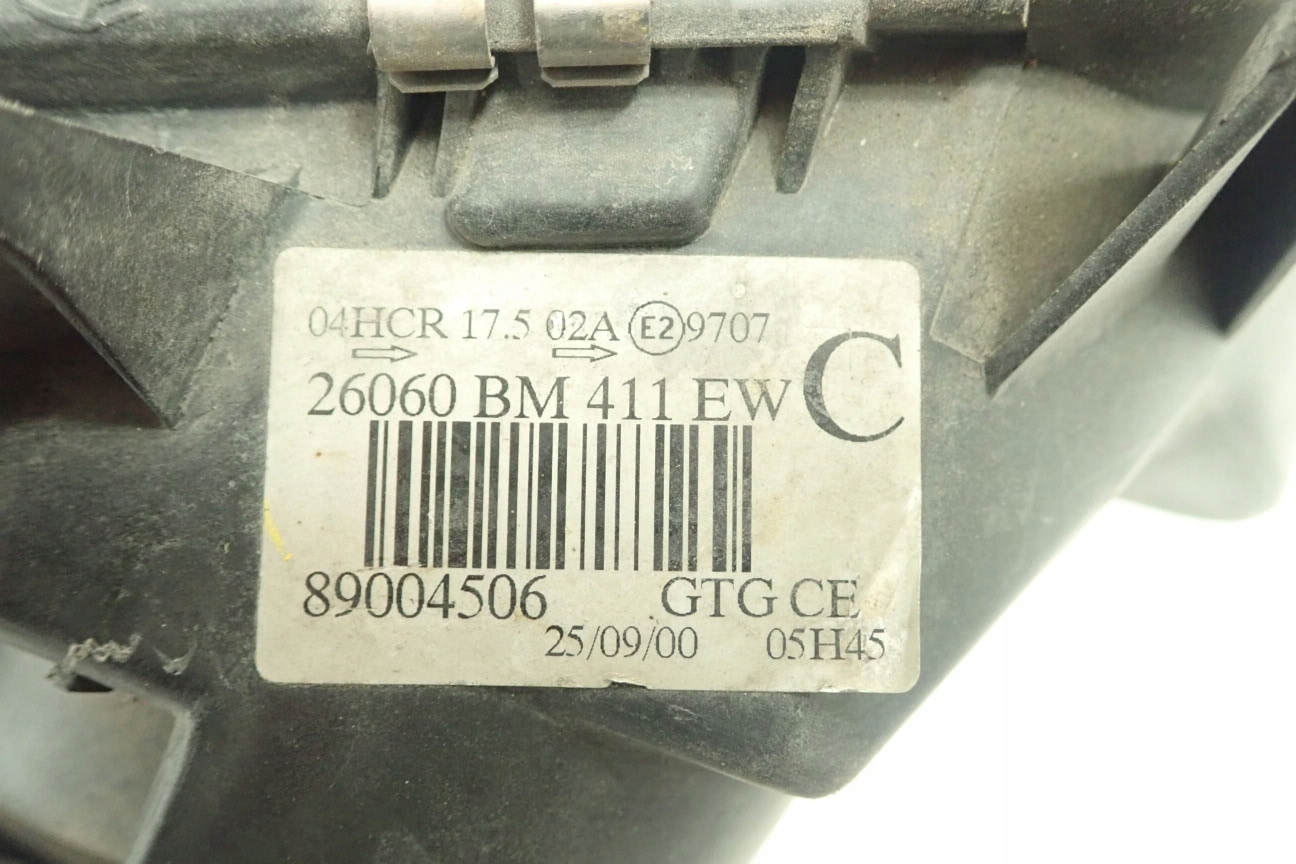 04HCR 17.5 02A E2 9707
⇨ ⇨
26060 BM 411 EW C
89004506 GTG CE
25/09/00 05H45